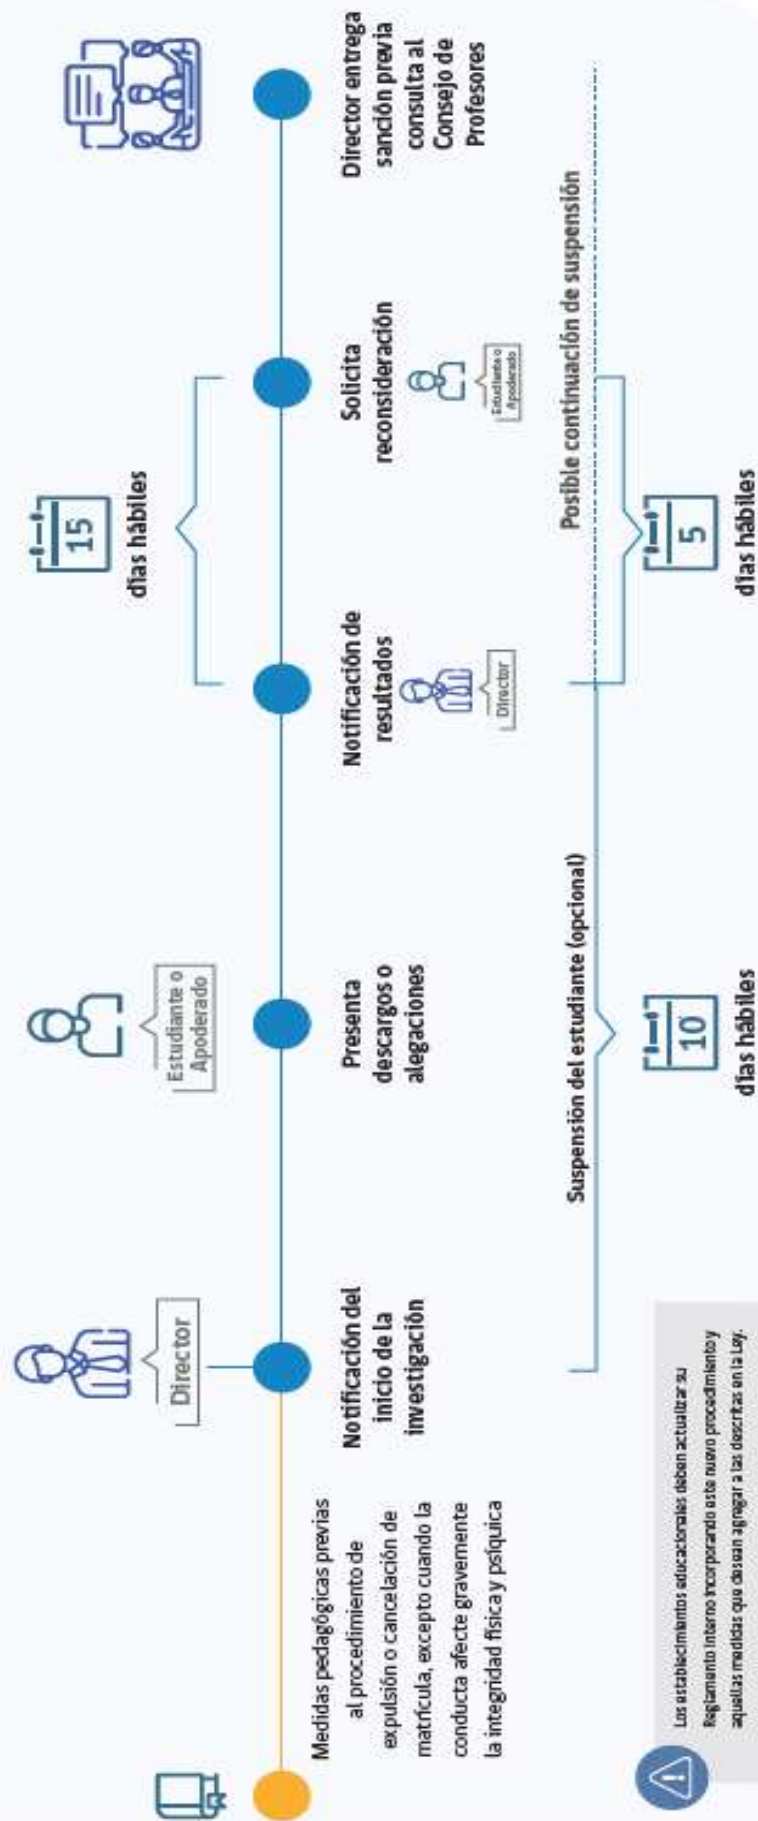 Medidas pedagógicas previas
al procedimiento de
expulsión o cancelación de
matrícula, excepto cuando la
conducta afecte gravemente
la integridad física y psíquica
Director
Notificación del
inicio de la
investigación
Estudiante o
Apoderado
Presenta
descargos o
alegaciones
Notificación de
resultados
Director
15
días hábiles
Solicita
reconsideración
Estudiante o
Apoderado
Director entrega
sanción previa
consulta al
Consejo de
Profesores
Suspensión del estudiante (opcional)
10
días hábiles
Posible continuación de suspensión
5
días hábiles
Los establecimientos educacionales deben actualizar su
Reglamento Interno incorporando este nuevo procedimiento y
aquellas medidas que desean agregar a las descritas en la Ley.